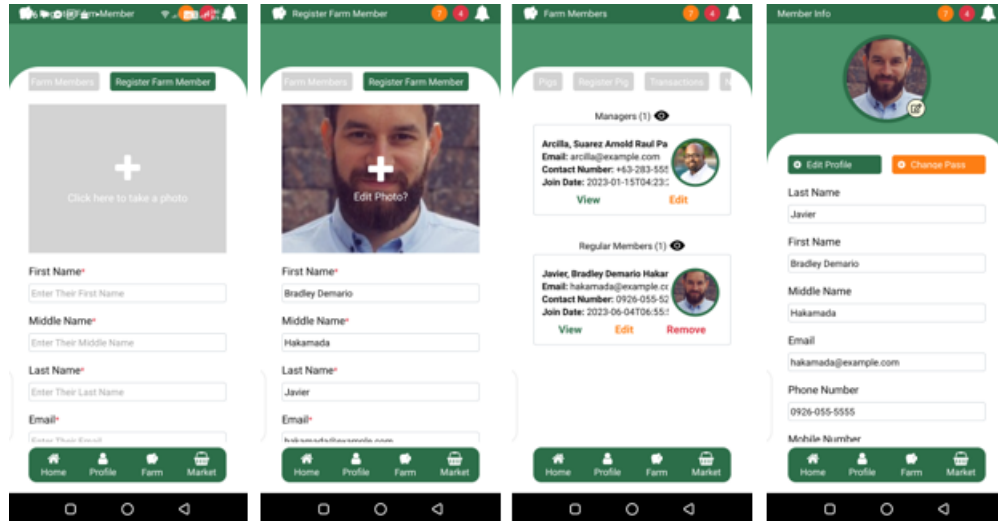 Register Farm Member
7
4
Farm Members
Register Farm Member
Click here to take a photo
First Name*
Enter Their First Name
Middle Name*
Enter Their Middle Name
Last Name*
Enter Their Last Name
Email*
Enter Their Email
Home Profile Farm Market
Register Farm Member
7 4
Farm Members
Register Farm Member
Edit Photo?
First Name*
Bradley Demario
Middle Name*
Hakamada
Last Name*
Javier
Email*
hakamada@example.com
Home Profile Farm Market
Farm Members
7 4
Pigs
Register Pig
Transactions
Managers (1)
Arcilla, Suarez Arnold Raul Pa
Email: arcilla@example.com
Contact Number: +63-283-555
Join Date: 2023-01-15T04:23:
View Edit
Regular Members (1)
Javier, Bradley Demario Hakar
Email: hakamada@example.cc
Contact Number: 0926-055-52
Join Date: 2023-06-04T06:55:
View Edit Remove
Home Profile Farm Market
Member Info
7 4
Edit Profile
Change Pass
Last Name
Javier
First Name
Bradley Demario
Middle Name
Hakamada
Email
hakamada@example.com
Phone Number
0926-055-5555
Mobile Number
Home Profile Farm Market